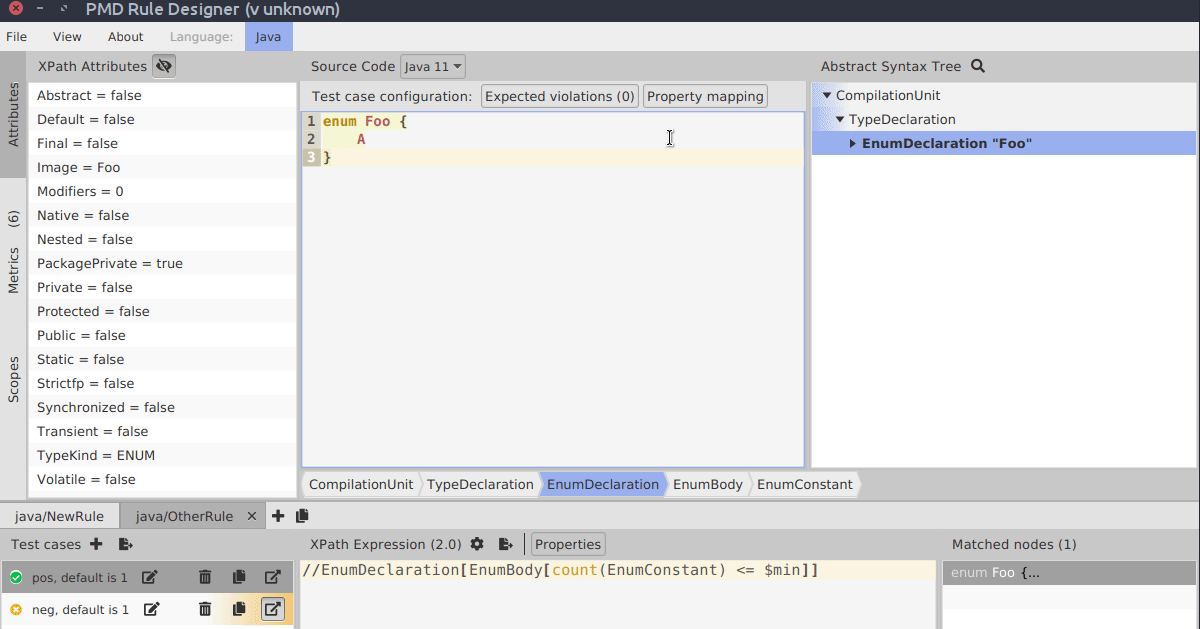 PMD Rule Designer (v unknown)
File View About Language: Java
XPath Attributes
Source Code Java 11
Abstract Syntax Tree
Attributes
(6)
Metrics
Scopes
Abstract = false
Default = false
Final = false
Image = Foo
Modifiers = 0
Native = false
Nested = false
PackagePrivate = true
Private = false
Protected = false
Public = false
Static = false
Strictfp = false
Synchronized = false
Transient = false
TypeKind = ENUM
Volatile = false
Test case configuration: Expected violations (0) Property mapping
1 enum Foo {
2 A
3 }
CompilationUnit
TypeDeclaration
EnumDeclaration "Foo"
CompilationUnit TypeDeclaration EnumDeclaration EnumBody EnumConstant
java/NewRule java/OtherRule
Test cases
pos, default is 1
neg, default is 1
XPath Expression (2.0) Properties
//EnumDeclaration[EnumBody[count(EnumConstant) <= $min]]
Matched nodes (1)
enum Foo {...